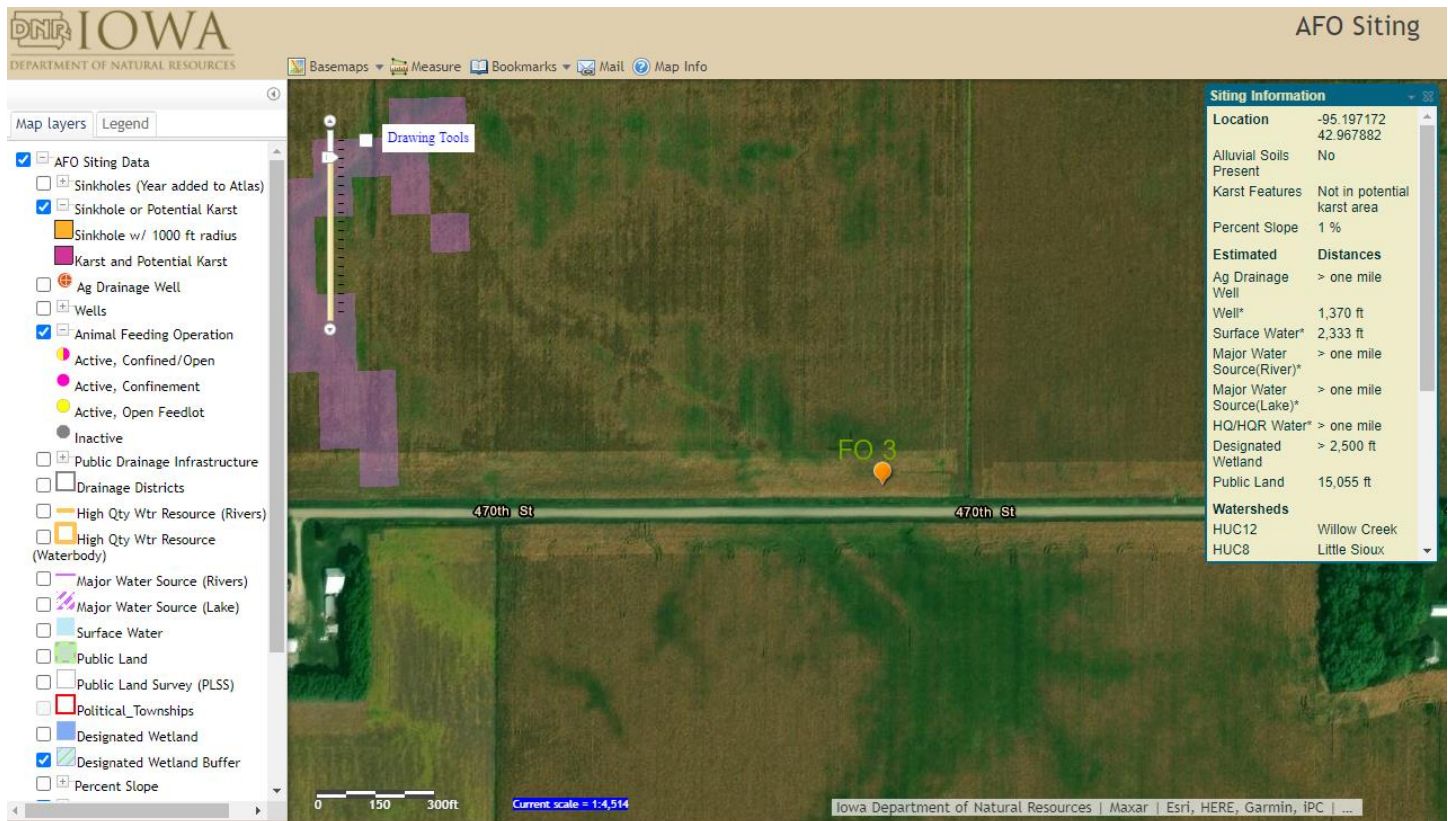 DNR IOWA
DEPARTMENT OF NATURAL RESOURCES
AFO Siting
Basemaps Measure Bookmarks Mail Map Info
Map layers Legend
AFO Siting Data
Sinkholes (Year added to Atlas)
Sinkhole or Potential Karst
Sinkhole w/ 1000 ft radius
Karst and Potential Karst
Ag Drainage Well
Wells
Animal Feeding Operation
Active, Confined/Open
Active, Confinement
Active, Open Feedlot
Inactive
Public Drainage Infrastructure
Drainage Districts
High Qty Wtr Resource (Rivers)
High Qty Wtr Resource
(Waterbody)
Major Water Source (Rivers)
Major Water Source (Lake)
Surface Water
Public Land
Public Land Survey (PLSS)
Political_Townships
Designated Wetland
Designated Wetland Buffer
Percent Slope
Drawing Tools
FO 3
470th St 470th St
0 150 300ft
Current scale = 1:4,514
Iowa Department of Natural Resources | Maxar | Esri, HERE, Garmin, iPC | ...
Siting Information
Location -95.197172
42.967882
Alluvial Soils No
Present
Karst Features Not in potential
karst area
Percent Slope 1 %
Estimated Distances
Ag Drainage > one mile
Well
Well* 1,370 ft
Surface Water* 2,333 ft
Major Water > one mile
Source(River)*
Major Water > one mile
Source(Lake)*
HQ/HQR Water* > one mile
Designated > 2,500 ft
Wetland
Public Land 15,055 ft
Watersheds
HUC12 Willow Creek
HUC8 Little Sioux